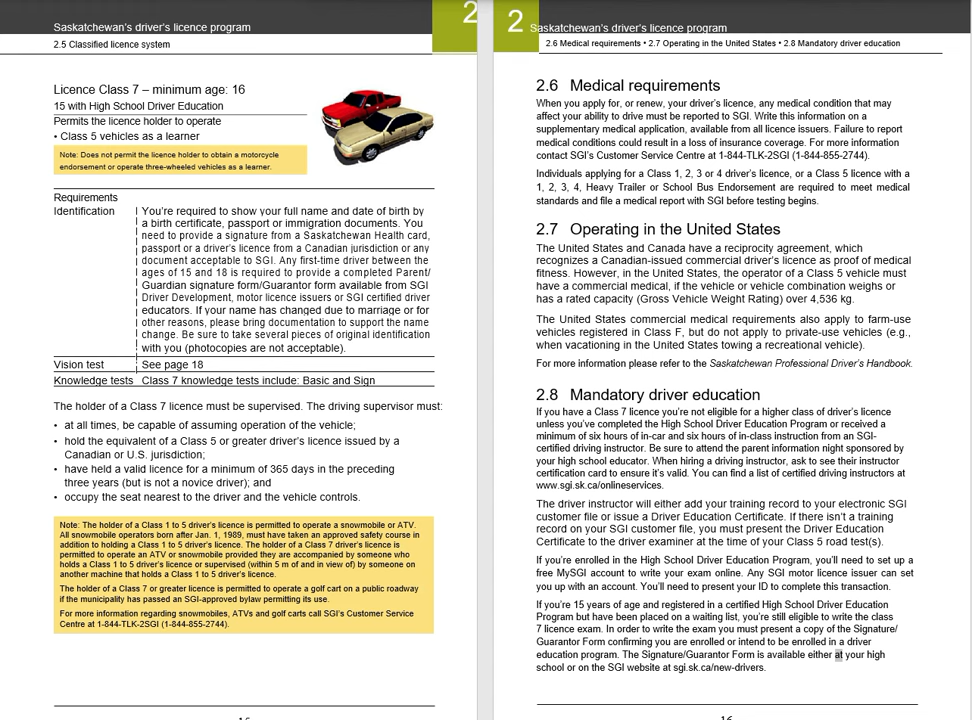 Saskatchewan's driver's licence program
2
2.5 Classified licence system
Licence Class 7 – minimum age: 16
15 with High School Driver Education
Permits the licence holder to operate
• Class 5 vehicles as a learner
Note: Does not permit the licence holder to obtain a motorcycle
endorsement or operate three-wheeled vehicles as a learner.
Requirements
Identification
You're required to show your full name and date of birth by
a birth certificate, passport or immigration documents. You
need to provide a signature from a Saskatchewan Health card,
passport or a driver's licence from a Canadian jurisdiction or any
document acceptable to SGI. Any first-time driver between the
ages of 15 and 18 is required to provide a completed Parent/
Guardian signature form/Guarantor form available from SGI
Driver Development, motor licence issuers or SGI certified driver
educators. If your name has changed due to marriage or for
other reasons, please bring documentation to support the name
change. Be sure to take several pieces of original identification
with you (photocopies are not acceptable).
Vision test See page 18
Knowledge tests Class 7 knowledge tests include: Basic and Sign
The holder of a Class 7 licence must be supervised. The driving supervisor must:
• at all times, be capable of assuming operation of the vehicle;
• hold the equivalent of a Class 5 or greater driver's licence issued by a
Canadian or U.S. jurisdiction;
• have held a valid licence for a minimum of 365 days in the preceding
three years (but is not a novice driver); and
• occupy the seat nearest to the driver and the vehicle controls.
Note: The holder of a Class 1 to 5 driver's licence is permitted to operate a snowmobile or ATV.
All snowmobile operators born after Jan. 1, 1989, must have taken an approved safety course in
addition to holding a Class 1 to 5 driver's licence. The holder of a Class 7 driver's licence is
permitted to operate an ATV or snowmobile provided they are accompanied by someone who
holds a Class 1 to 5 driver's licence or supervised (within 5 m of and in view of) by someone on
another machine that holds a Class 1 to 5 driver's licence.
The holder of a Class 7 or greater licence is permitted to operate a golf cart on a public roadway
if the municipality has passed an SGI-approved bylaw permitting its use.
For more information regarding snowmobiles, ATVs and golf carts call SGI's Customer Service
Centre at 1-844-TLK-2SGI (1-844-855-2744).
15
2
Saskatchewan's driver's licence program
2.6 Medical requirements • 2.7 Operating in the United States • 2.8 Mandatory driver education
2.6 Medical requirements
When you apply for, or renew, your driver's licence, any medical condition that may
affect your ability to drive must be reported to SGI. Write this information on a
supplementary medical application, available from all licence issuers. Failure to report
medical conditions could result in a loss of insurance coverage. For more information
contact SGI's Customer Service Centre at 1-844-TLK-2SGI (1-844-855-2744).
Individuals applying for a Class 1, 2, 3 or 4 driver's licence, or a Class 5 licence with a
1, 2, 3, 4, Heavy Trailer or School Bus Endorsement are required to meet medical
standards and file a medical report with SGI before testing begins.
2.7 Operating in the United States
The United States and Canada have a reciprocity agreement, which
recognizes a Canadian-issued commercial driver's licence as proof of medical
fitness. However, in the United States, the operator of a Class 5 vehicle must
have a commercial medical, if the vehicle or vehicle combination weighs or
has a rated capacity (Gross Vehicle Weight Rating) over 4,536 kg.
The United States commercial medical requirements also apply to farm-use
vehicles registered in Class F, but do not apply to private-use vehicles (e.g.,
when vacationing in the United States towing a recreational vehicle).
For more information please refer to the Saskatchewan Professional Driver's Handbook.
2.8 Mandatory driver education
If you have a Class 7 licence you're not eligible for a higher class of driver's licence
unless you've completed the High School Driver Education Program or received a
minimum of six hours of in-car and six hours of in-class instruction from an SGI-
certified driving instructor. Be sure to attend the parent information night sponsored by
your high school educator. When hiring a driving instructor, ask to see their instructor
certification card to ensure it's valid. You can find a list of certified driving instructors at
www.sgi.sk.ca/onlineservices.
The driver instructor will either add your training record to your electronic SGI
customer file or issue a Driver Education Certificate. If there isn't a training
record on your SGI customer file, you must present the Driver Education
Certificate to the driver examiner at the time of your Class 5 road test(s).
If you're enrolled in the High School Driver Education Program, you'll need to set up a
free MySGI account to write your exam online. Any SGI motor licence issuer can set
you up with an account. You'll need to present your ID to complete this transaction.
If you're 15 years of age and registered in a certified High School Driver Education
Program but have been placed on a waiting list, you're still eligible to write the class
7 licence exam. In order to write the exam you must present a copy of the Signature/
Guarantor Form confirming you are enrolled or intend to be enrolled in a driver
education program. The Signature/Guarantor Form is available either at your high
school or on the SGI website at sgi.sk.ca/new-drivers.
16